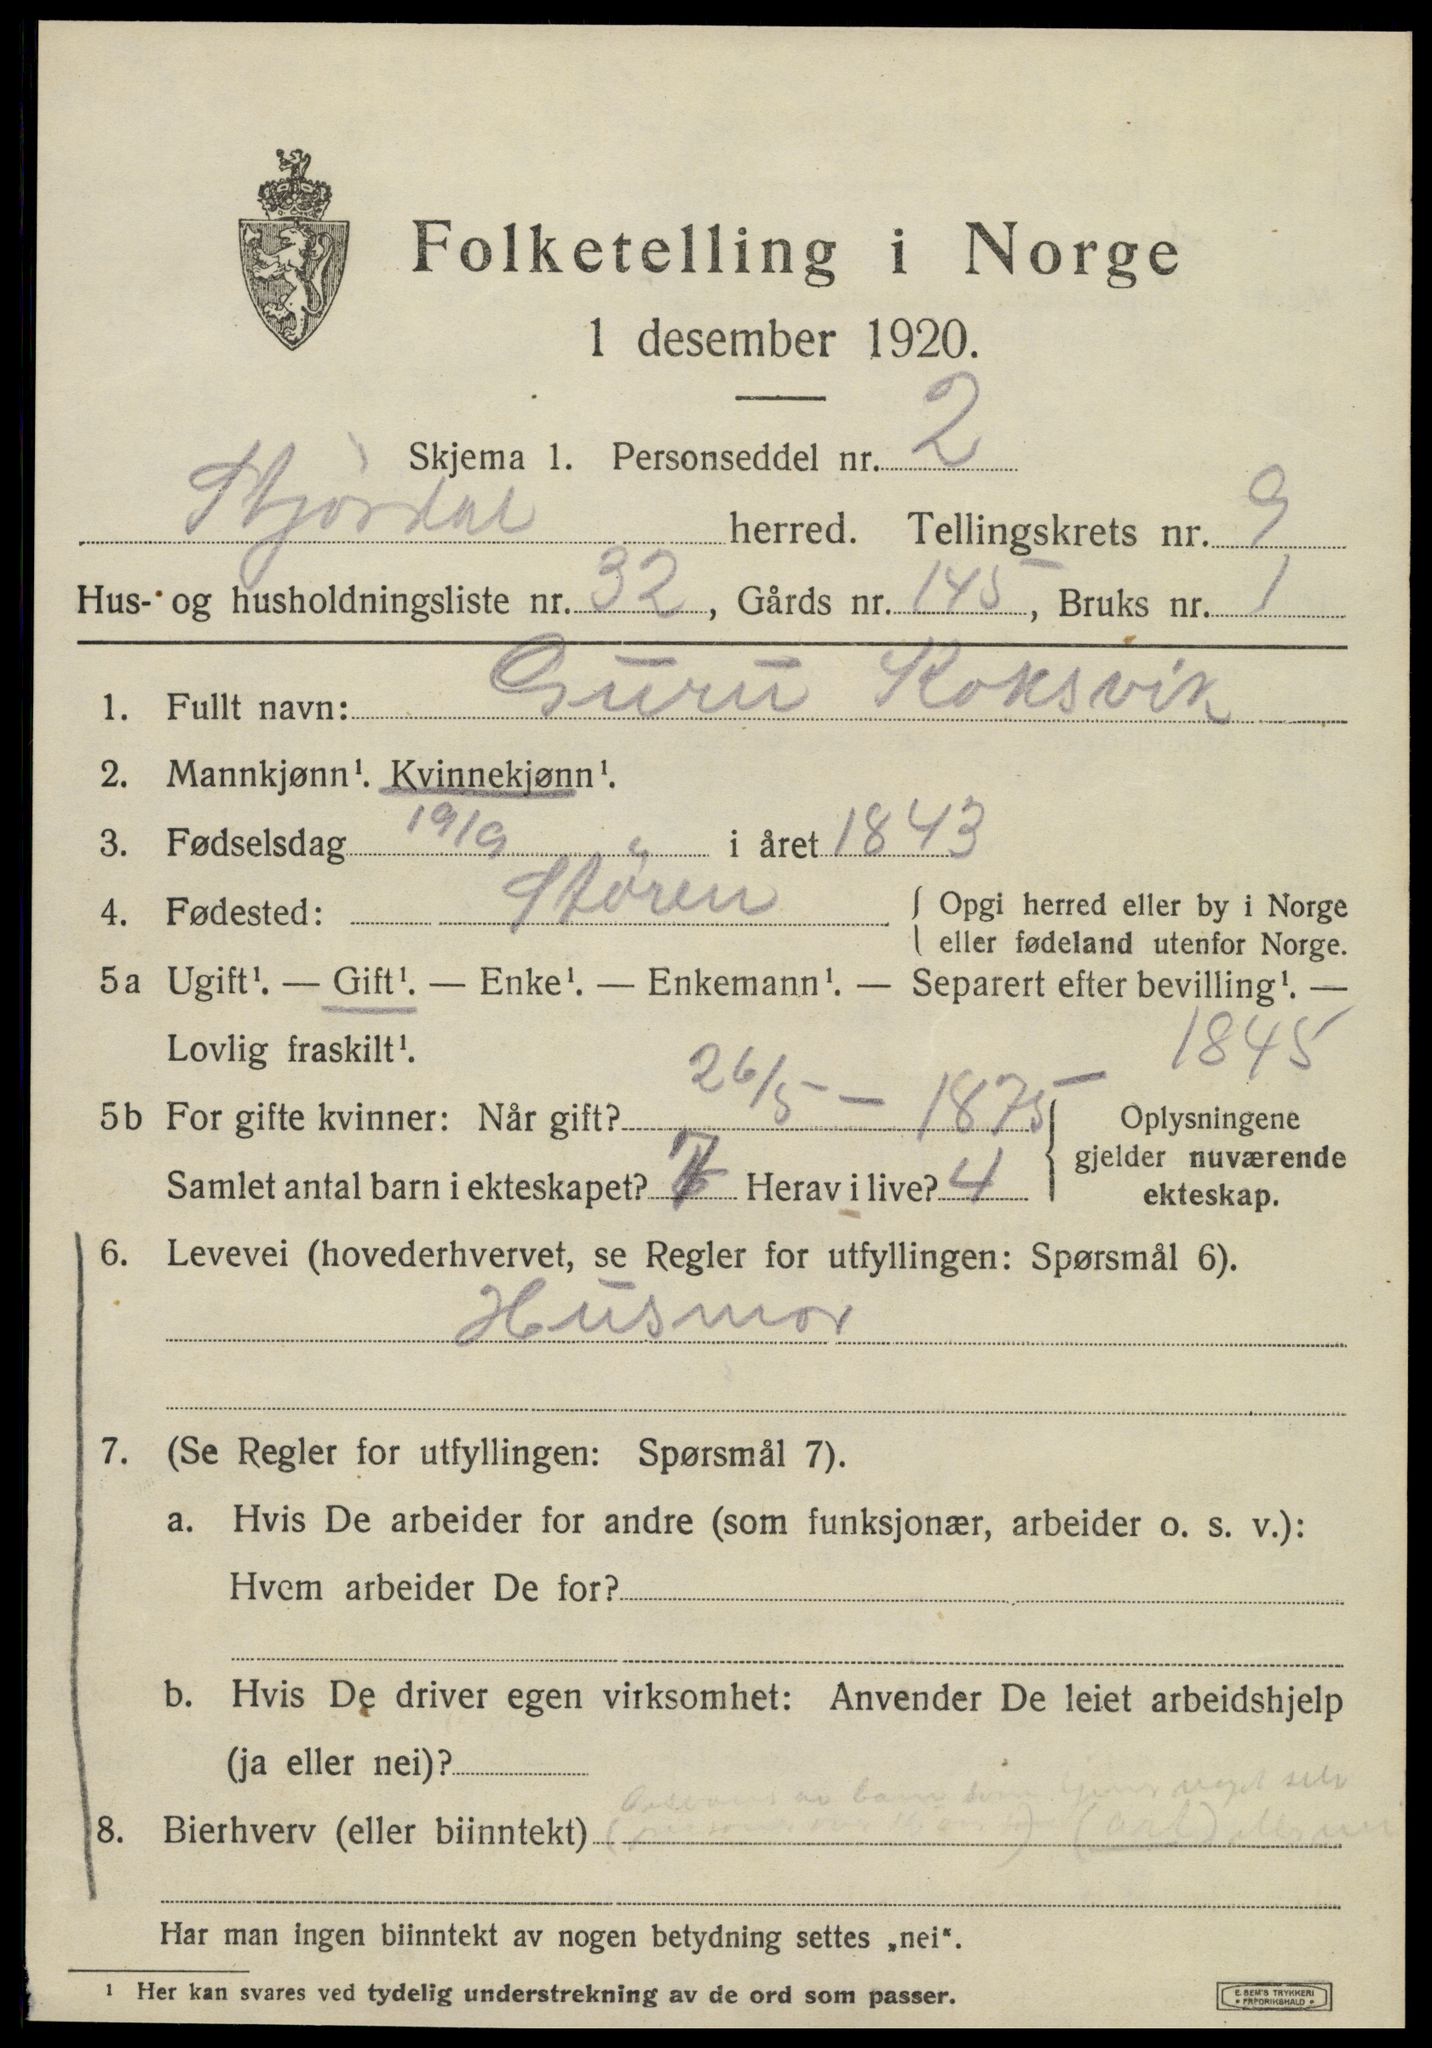 Folketelling i Norge
1 desember 1920.
Skjema 1. Personseddel nr. 2
Stjørdal herred. Tellingskrets nr. 9
Hus- og husholdningsliste nr. 32, Gårds nr. 145, Bruks nr. 1
1. Fullt navn: Guru Koksvik
2. Mannkjønn¹. Kvinnekjønn¹.
3. Fødselsdag 19/9 i året 1843
4. Fødested: Støren { Opgi herred eller by i Norge
eller fødeland utenfor Norge.
5a Ugift¹. — Gift¹. — Enke¹. — Enkemann¹. — Separert efter bevilling¹. —
Lovlig fraskilt¹. 1845
5b For gifte kvinner: Når gift? 26/5 — 1875 { Oplysningene
gjelder nuværende
Samlet antal barn i ekteskapet? 7 Herav i live? 4 ekteskap.
6. Levevei (hovederhvervet, se Regler for utfyllingen: Spørsmål 6).
Husmor
7. (Se Regler for utfyllingen: Spørsmål 7).
a. Hvis De arbeider for andre (som funksjonær, arbeider o. s. v.):
Hvem arbeider De for?
b. Hvis De driver egen virksomhet: Anvender De leiet arbeidshjelp
(ja eller nei)?
8. Bierhverv (eller biinntekt)
Har man ingen biinntekt av nogen betydning settes „nei“.
¹ Her kan svares ved tydelig understrekning av de ord som passer.
E. SEM'S TRYKKERI
FREDRIKSHALD